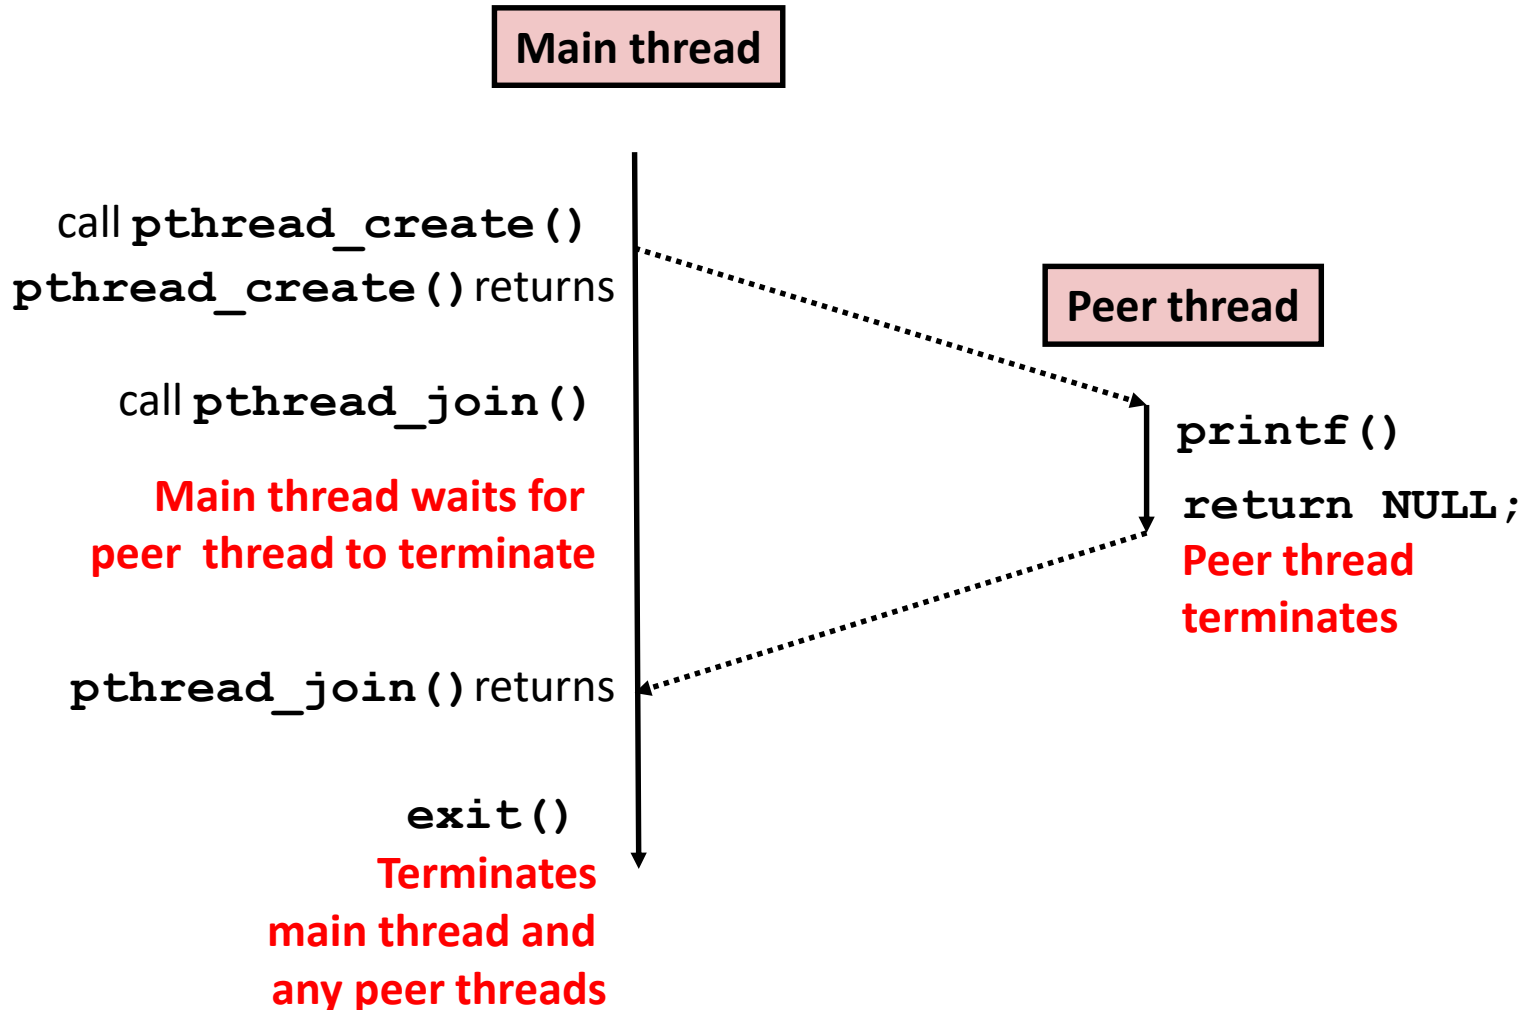 Main thread
call pthread_create()
pthread_create() returns
Peer thread
call pthread_join()
printf()
Main thread waits for
peer thread to terminate
return NULL;
Peer thread
terminates
pthread_join() returns
exit()
Terminates
main thread and
any peer threads